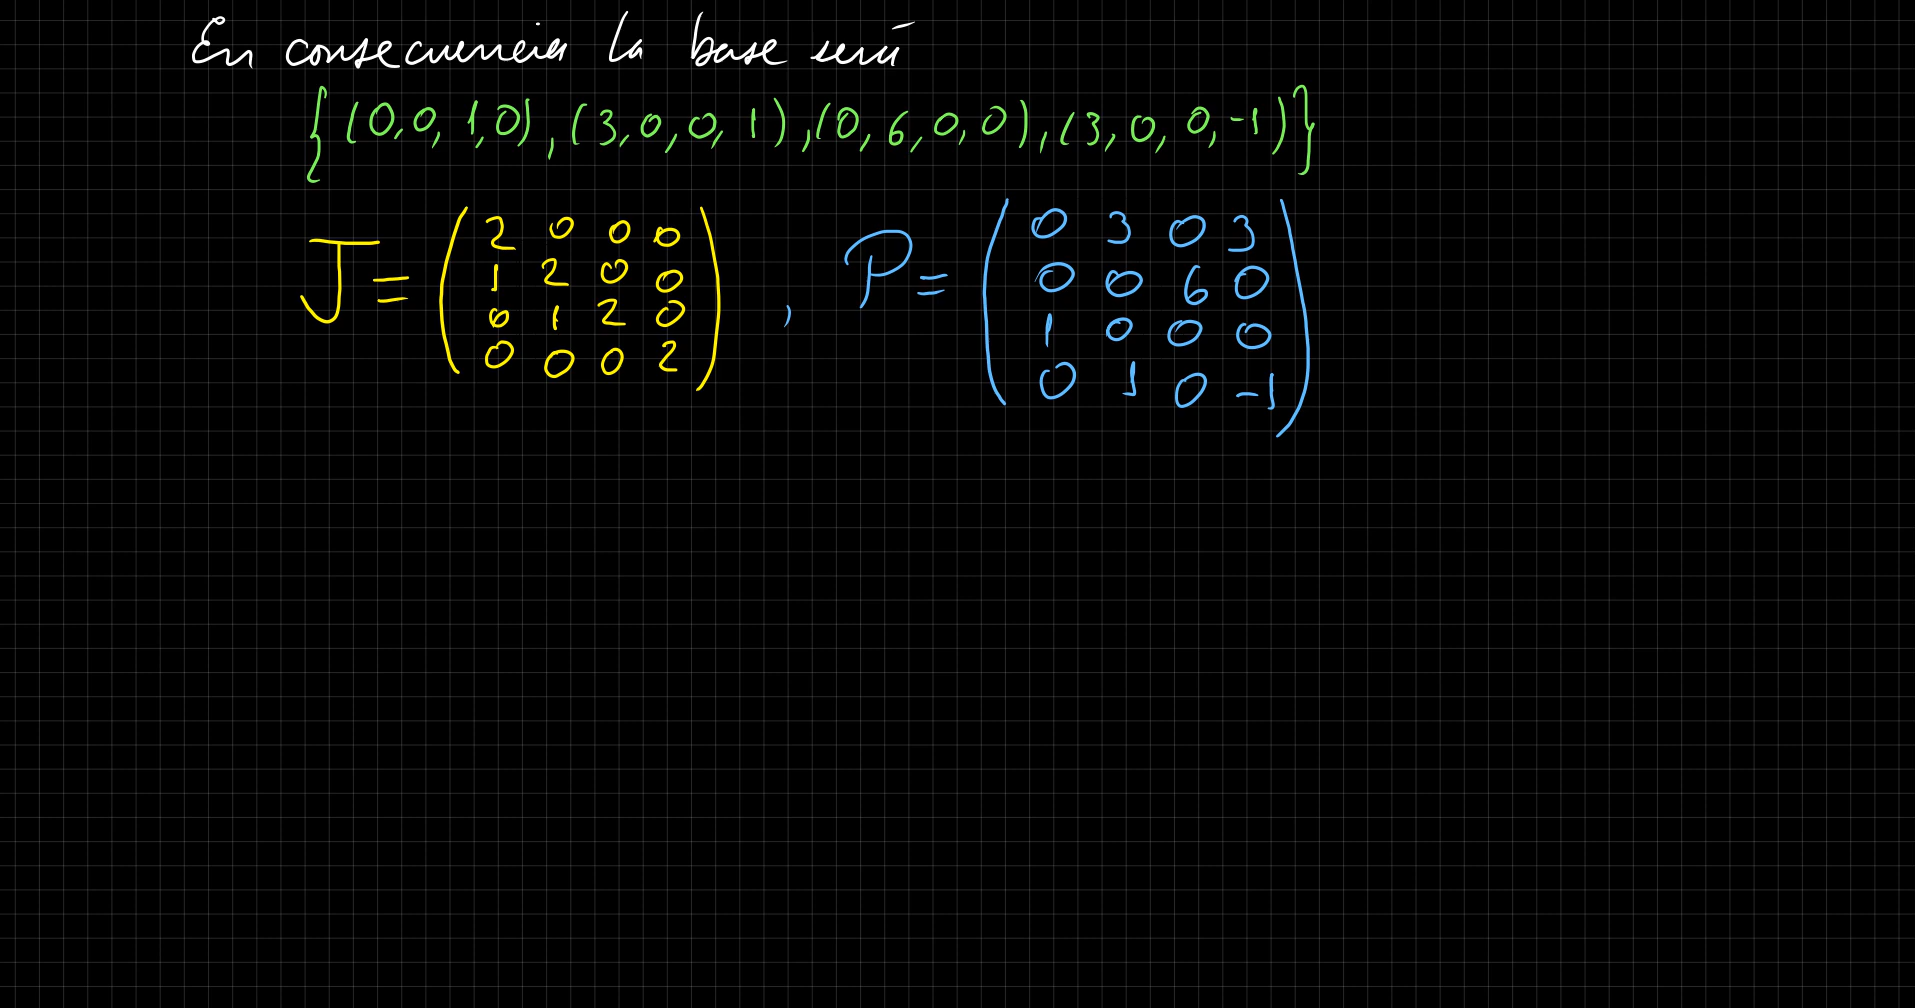 En consecuencia la base será
{(0,0,1,0),(3,0,0,1),(0,6,0,0),(3,0,0,-1)}
J = (2 0 0 0 / 1 2 0 0 / 0 1 2 0 / 0 0 0 2) , P = (0 3 0 3 / 0 0 6 0 / 1 0 0 0 / 0 1 0 -1)